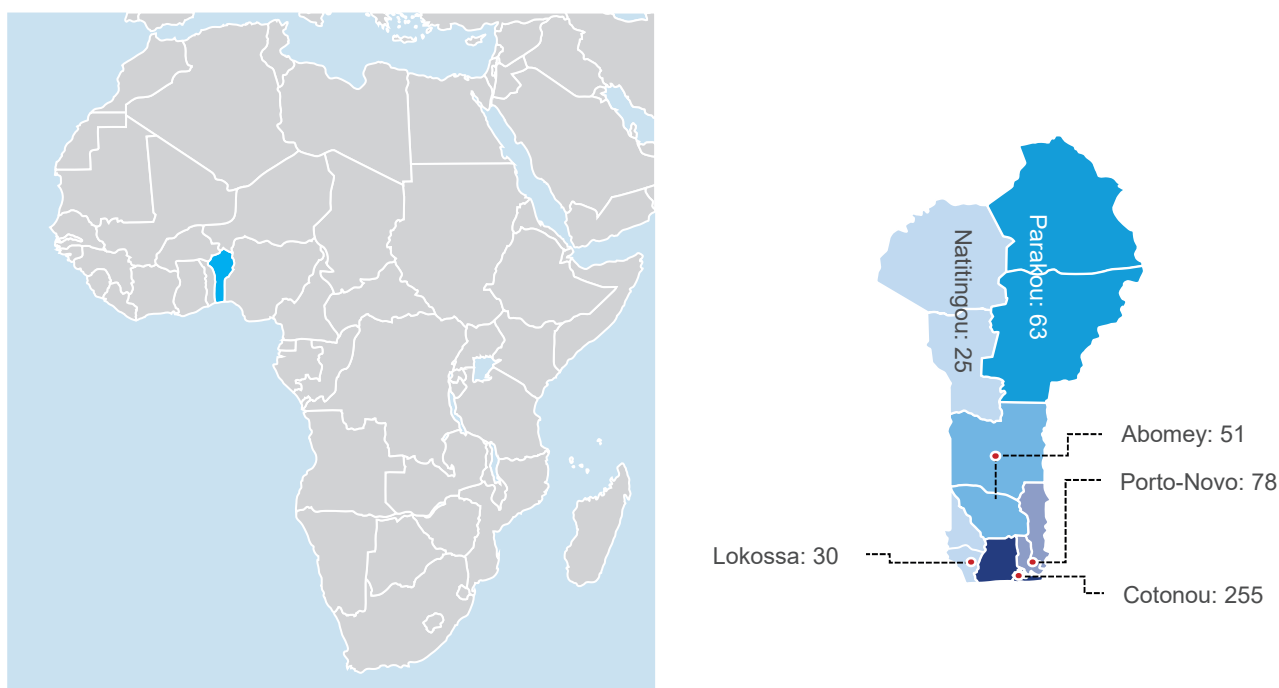 Parakou: 63
Natitingou: 25
Abomey: 51
Porto-Novo: 78
Lokossa: 30
Cotonou: 255